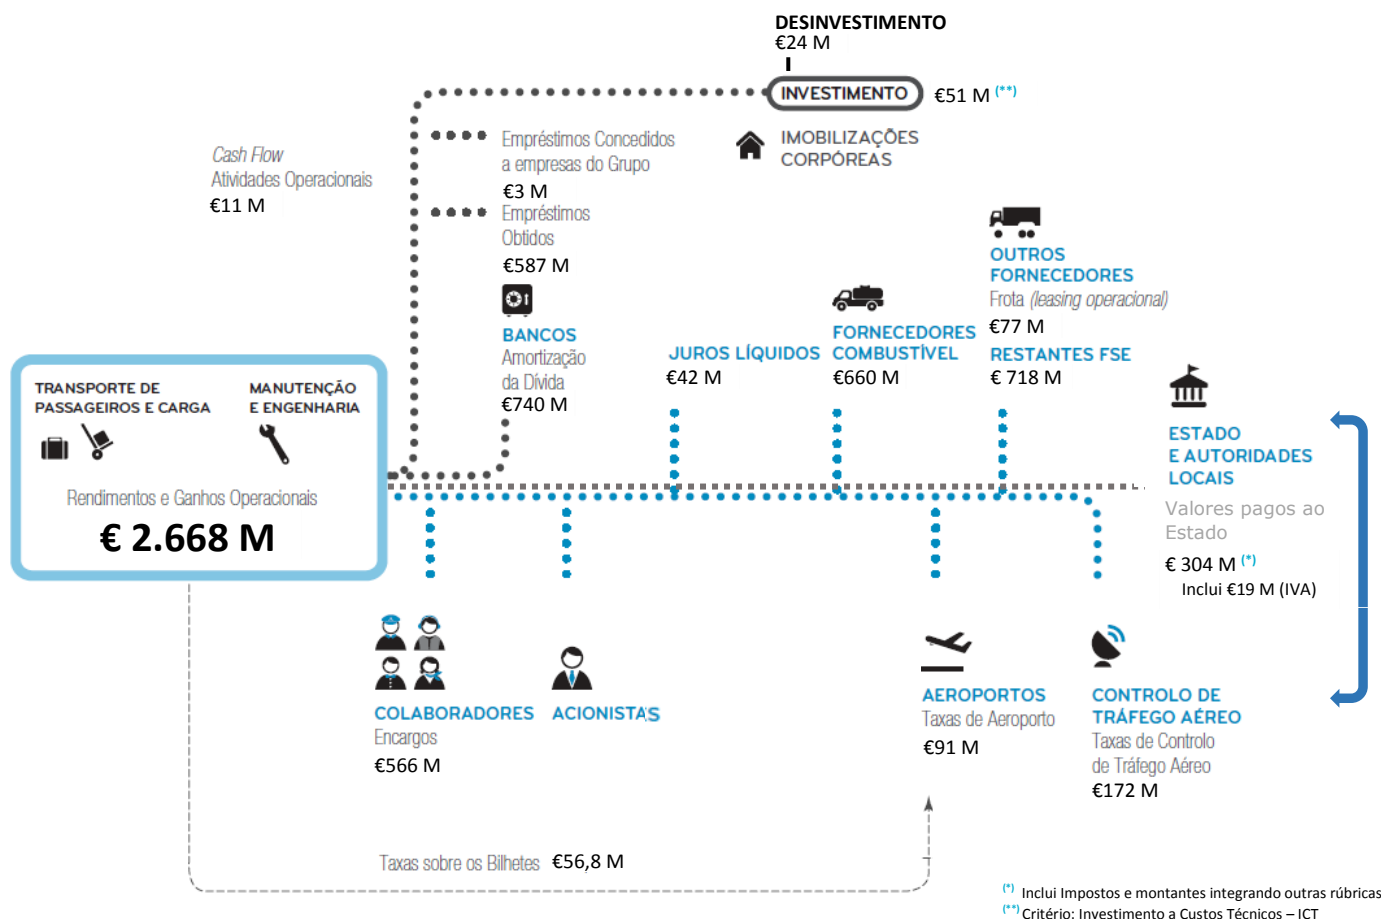 DESINVESTIMENTO
€24 M
INVESTIMENTO
€51 M (**)
IMOBILIZAÇÕES
CORPÓREAS
Cash Flow
Atividades Operacionais
€11 M
Empréstimos Concedidos
a empresas do Grupo
€3 M
Empréstimos
Obtidos
€587 M
BANCOS
Amortização
da Dívida
€740 M
JUROS LÍQUIDOS
€42 M
FORNECEDORES
COMBUSTÍVEL
€660 M
OUTROS
FORNECEDORES
Frota (leasing operacional)
€77 M
RESTANTES FSE
€ 718 M
ESTADO
E AUTORIDADES
LOCAIS
Valores pagos ao
Estado
€ 304 M (*)
Inclui €19 M (IVA)
TRANSPORTE DE
PASSAGEIROS E CARGA
MANUTENÇÃO
E ENGENHARIA
Rendimentos e Ganhos Operacionais
€ 2.668 M
COLABORADORES
Encargos
€566 M
ACIONISTAS
AEROPORTOS
Taxas de Aeroporto
€91 M
CONTROLO DE
TRÁFEGO AÉREO
Taxas de Controlo
de Tráfego Aéreo
€172 M
Taxas sobre os Bilhetes €56,8 M
(*) Inclui Impostos e montantes integrando outras rúbricas
(**) Critério: Investimento a Custos Técnicos – ICT